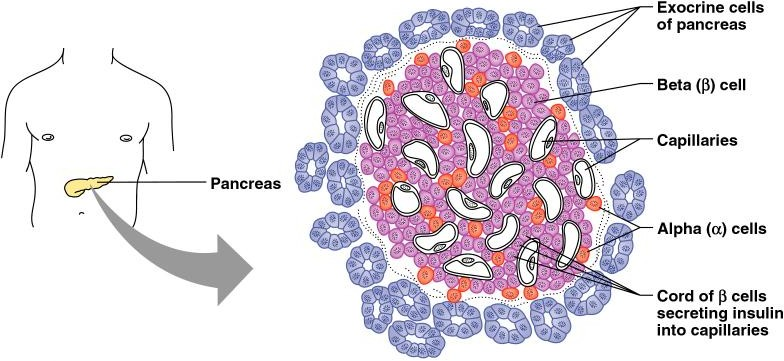 Exocrine cells
of pancreas
Beta (β) cell
Capillaries
Pancreas
Alpha (α) cells
Cord of β cells
secreting insulin
into capillaries